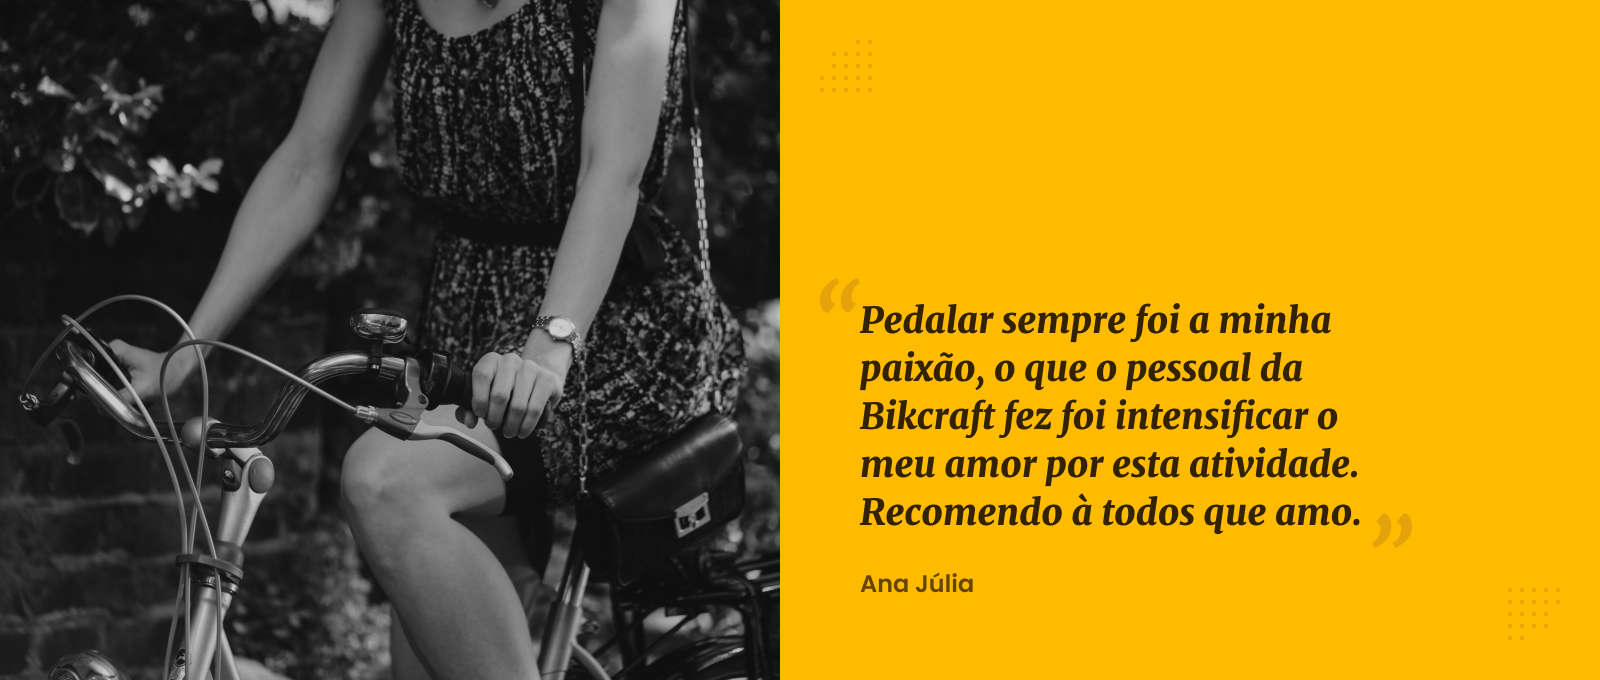 “Pedalar sempre foi a minha
paixão, o que o pessoal da
Bikcraft fez foi intensificar o
meu amor por esta atividade.
Recomendo à todos que amo.”
Ana Júlia